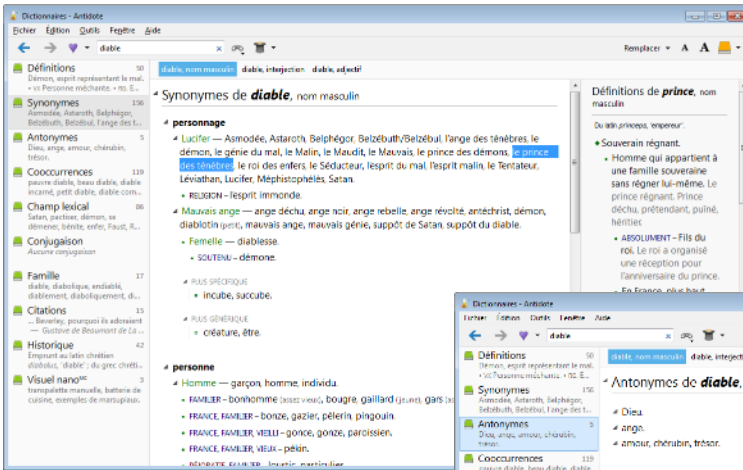 Dictionnaires - Antidote
Fichier Édition Outils Fenêtre Aide
diable
Remplacer
A A
Définitions 50
Démon, esprit représentant le mal.
Synonymes 156
Asmodée, Astaroth, Belphégor,
Belzébuth, Belzébul, l'ange des t...
Antonymes 5
Dieu, ange, amour, chérubin,
trésor.
Cooccurrences 119
pauvre diable, beau diable, diable
incarné, petit diable, diable com...
Champ lexical 86
Satan, pactiser, démon, se
démener, bénite, enfer, Faust, R...
Conjugaison
Aucune conjugaison
Famille 17
diable, diabolique, endiablé,
diablement, diaboliquement, di...
Citations 15
... Beverley, pourquoi ils adoraient
— Gustave de Beaumont de La ...
Historique 42
Emprunt au latin chrétien
diabolus, 'diable' ; du grec chréti...
Visuel nanoMC 3
transpalette manuelle, batterie de
cuisine, exemples de marsupiaux.
diable, nom masculin diable, interjection diable, adjectif
Synonymes de diable, nom masculin
personnage
Lucifer — Asmodée, Astaroth, Belphégor, Belzébuth/Belzébul, l'ange des ténèbres, le
démon, le génie du mal, le Malin, le Maudit, le Mauvais, le prince des démons, le prince
des ténèbres, le roi des enfers, le Séducteur, l'esprit du mal, l'esprit malin, le Tentateur,
Léviathan, Lucifer, Méphistophélès, Satan.
RELIGION – l'esprit immonde.
Mauvais ange — ange déchu, ange noir, ange rebelle, ange révolté, antéchrist, démon,
diablotin (petit), mauvais ange, mauvais génie, suppôt de Satan, suppôt du diable.
Femelle — diablesse.
SOUTENU – démone.
PLUS SPÉCIFIQUE
incube, succube.
PLUS GÉNÉRIQUE
créature, être.
personne
Homme — garçon, homme, individu.
FAMILIER – bonhomme (assez vieux), bougre, gaillard (jeune), gars
FRANCE, FAMILIER – bonze, gazier, pèlerin, pingouin.
FRANCE, FAMILIER, VIEILLI – gonce, gonze, paroissien.
FRANCE, FAMILIER, VIEUX – pékin.
Définitions de prince, nom
masculin
Du latin princeps, 'empereur'.
Souverain régnant.
Homme qui appartient à
une famille souveraine
sans régner lui-même. Le
prince régnant. Prince
déchu, prétendant, puîné,
héritier.
ABSOLUMENT – Fils du
roi. Le roi a organisé
une réception pour
l'anniversaire du prince.
En France, plus haut
Dictionnaires - Antidote
Fichier Édition Outils Fenêtre Aide
diable
Définitions 50
Démon, esprit représentant le mal.
Synonymes 156
Asmodée, Astaroth, Belphégor,
Belzébuth, Belzébul, l'ange des t...
Antonymes 5
Dieu, ange, amour, chérubin,
trésor.
Cooccurrences 119
pauvre diable, beau diable, diable
diable, nom masculin diable, interjecti
Antonymes de diable,
Dieu.
ange.
amour, chérubin, trésor.